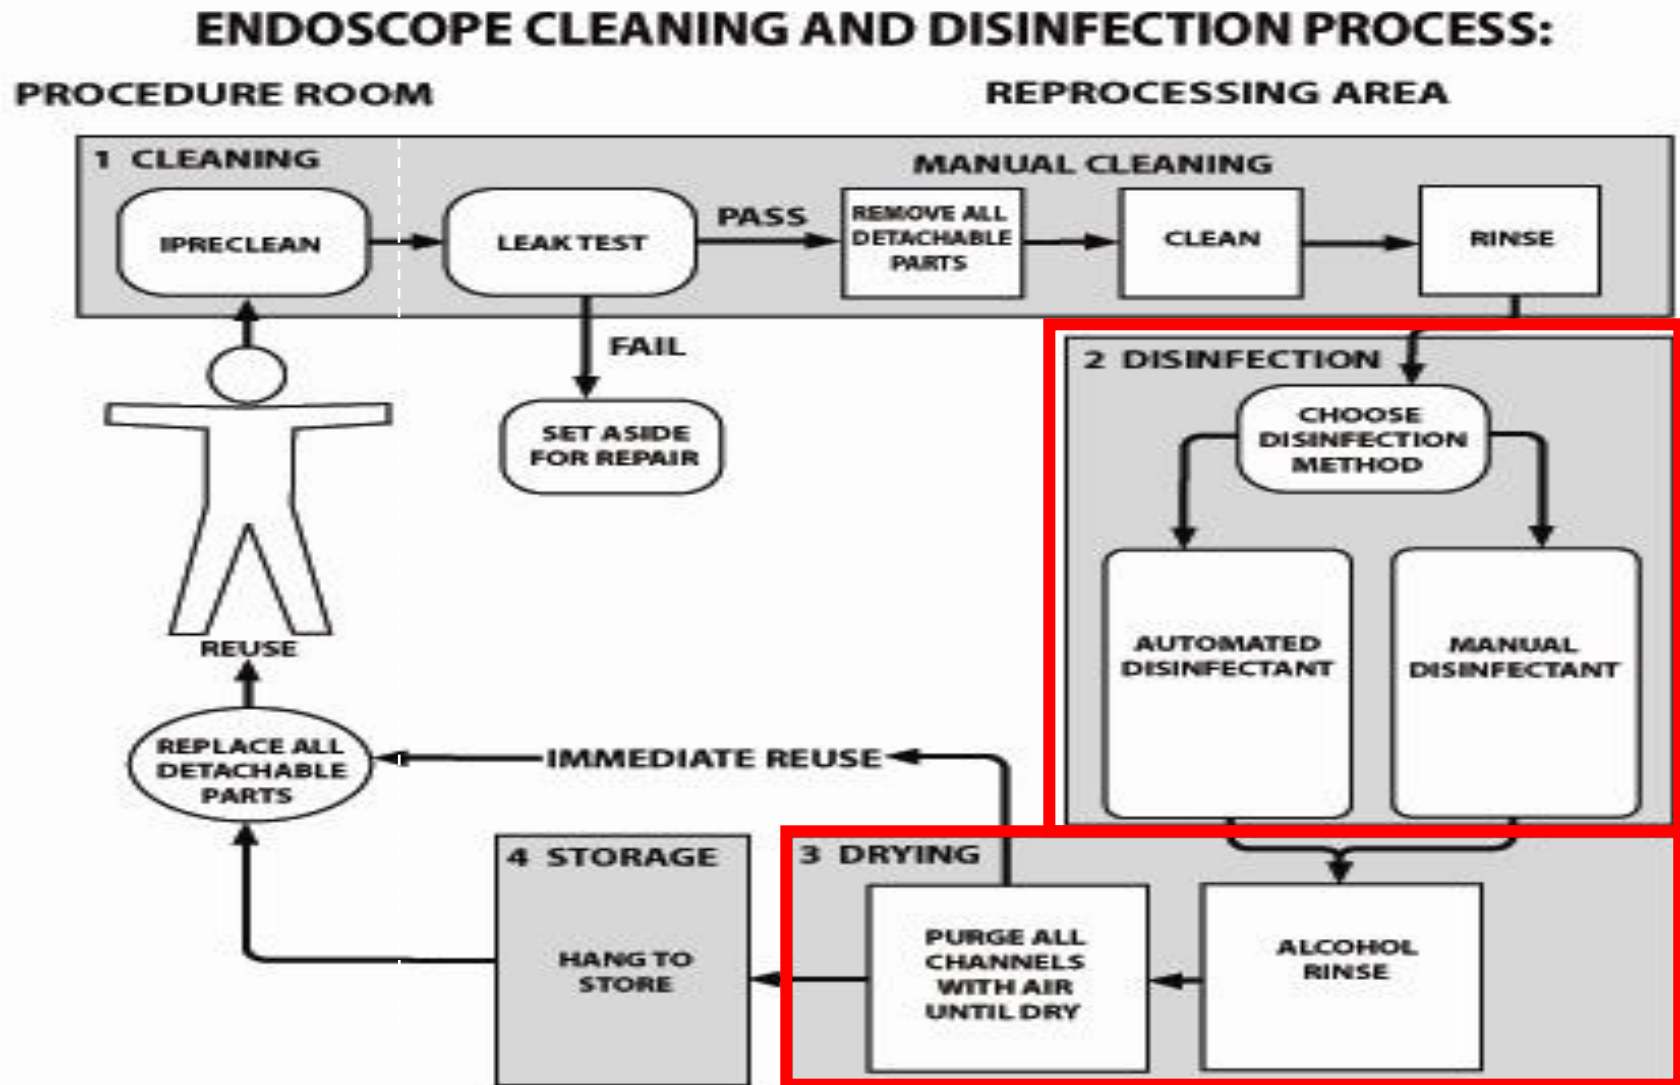 ENDOSCOPE CLEANING AND DISINFECTION PROCESS:
PROCEDURE ROOM
REPROCESSING AREA
1 CLEANING
MANUAL CLEANING
IPRECLEAN
LEAK TEST
PASS
REMOVE ALL
DETACHABLE
PARTS
CLEAN
RINSE
FAIL
SET ASIDE
FOR REPAIR
2 DISINFECTION
CHOOSE
DISINFECTION
METHOD
AUTOMATED
DISINFECTANT
MANUAL
DISINFECTANT
REUSE
REPLACE ALL
DETACHABLE
PARTS
IMMEDIATE REUSE
4 STORAGE
HANG TO
STORE
3 DRYING
PURGE ALL
CHANNELS
WITH AIR
UNTIL DRY
ALCOHOL
RINSE